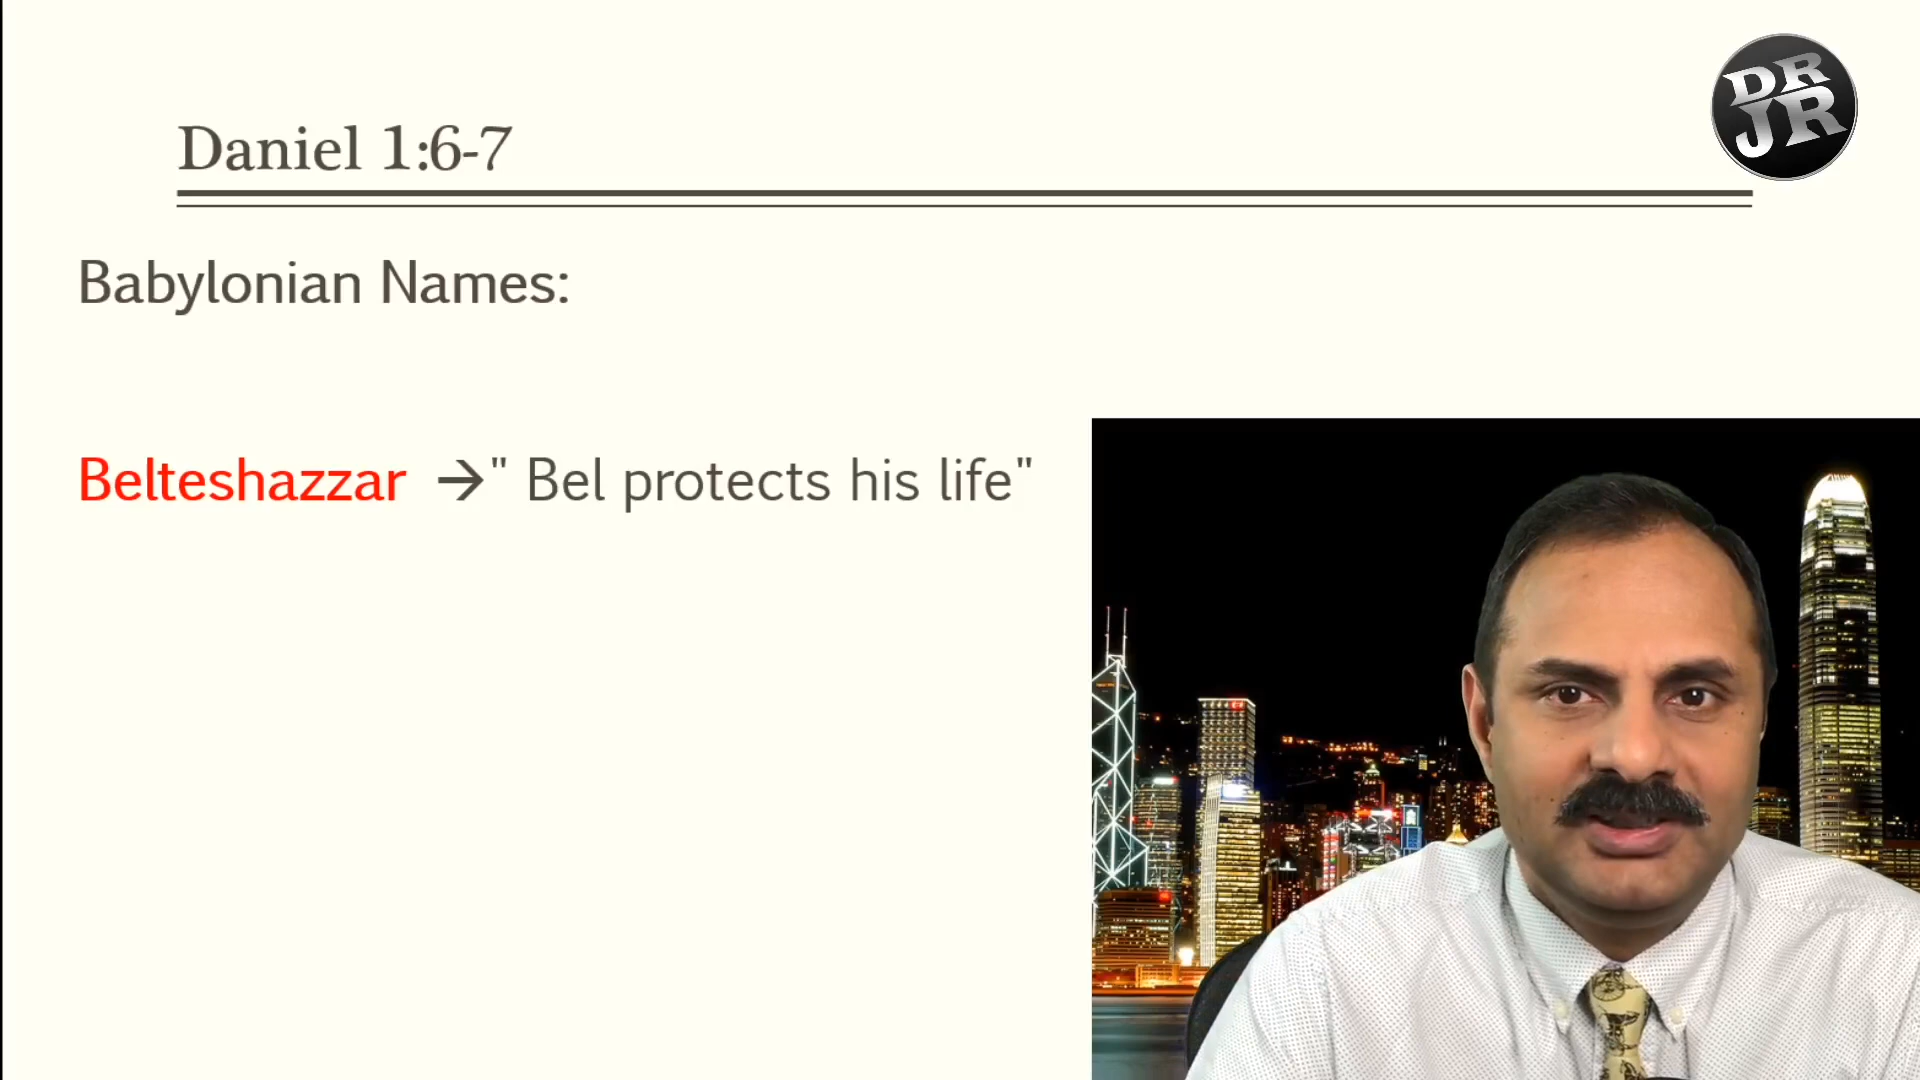 DR
JR
Daniel 1:6-7
Babylonian Names:
Belteshazzar →" Bel protects his life"